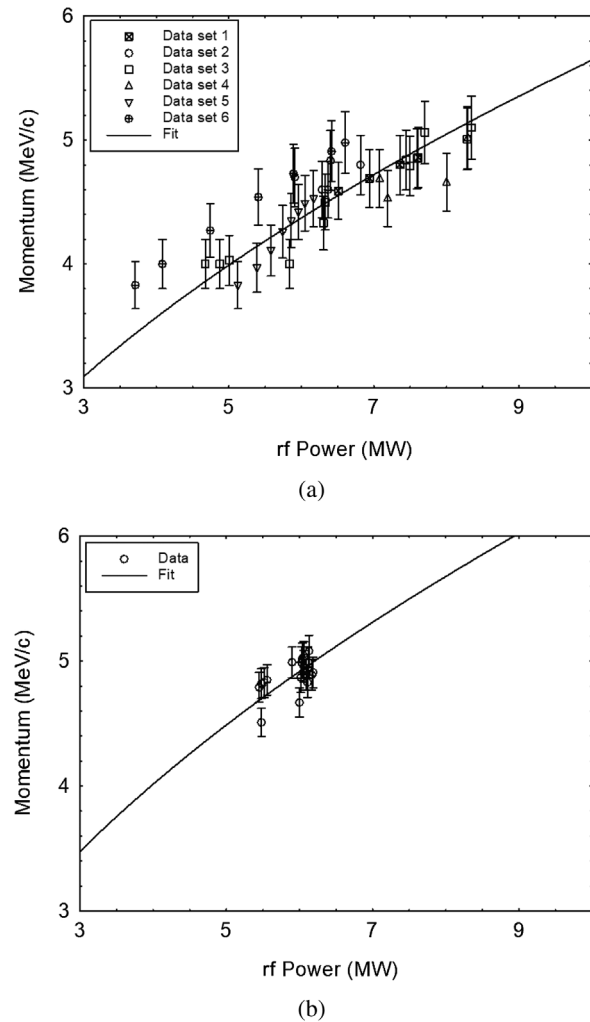 6
5
4
3
Momentum (MeV/c)
Data set 1
Data set 2
Data set 3
Data set 4
Data set 5
Data set 6
Fit
3 5 7 9
rf Power (MW)
(a)
6
5
4
3
Momentum (MeV/c)
Data
Fit
3 5 7 9
rf Power (MW)
(b)